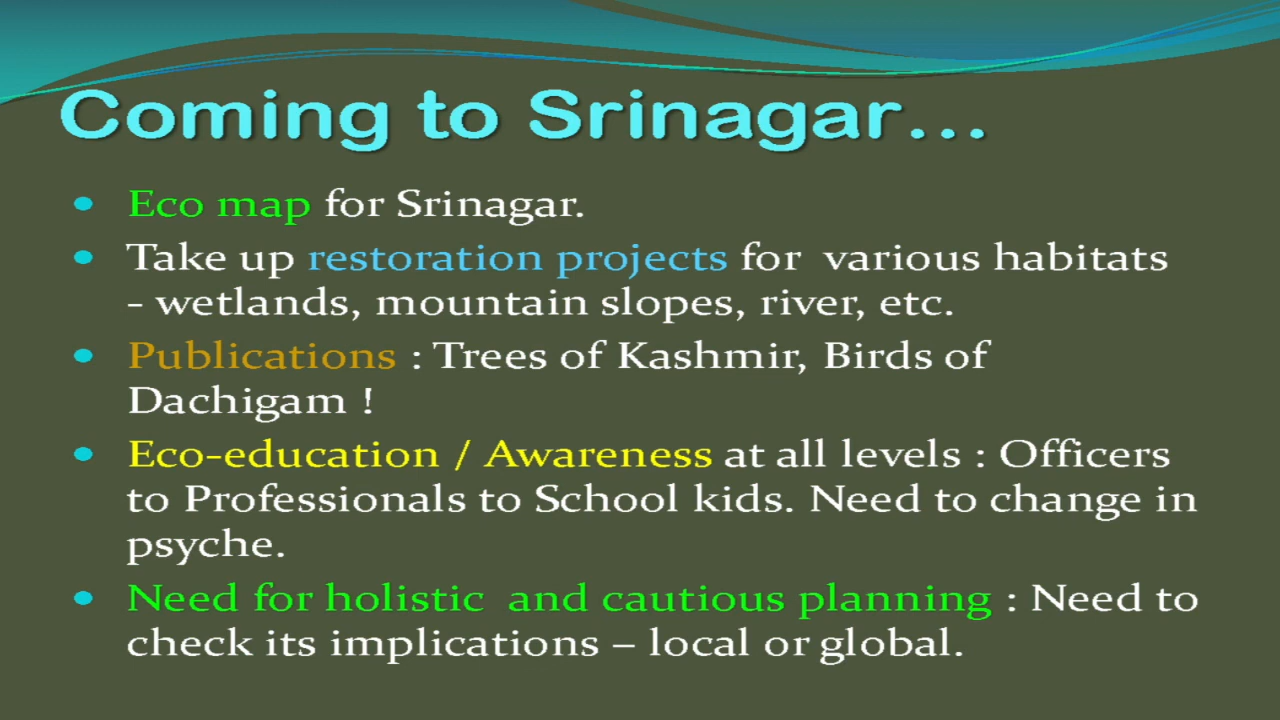 Coming to Srinagar...
• Eco map for Srinagar.
• Take up restoration projects for various habitats
- wetlands, mountain slopes, river, etc.
• Publications : Trees of Kashmir, Birds of
Dachigam !
• Eco-education / Awareness at all levels : Officers
to Professionals to School kids. Need to change in
psyche.
• Need for holistic and cautious planning : Need to
check its implications – local or global.